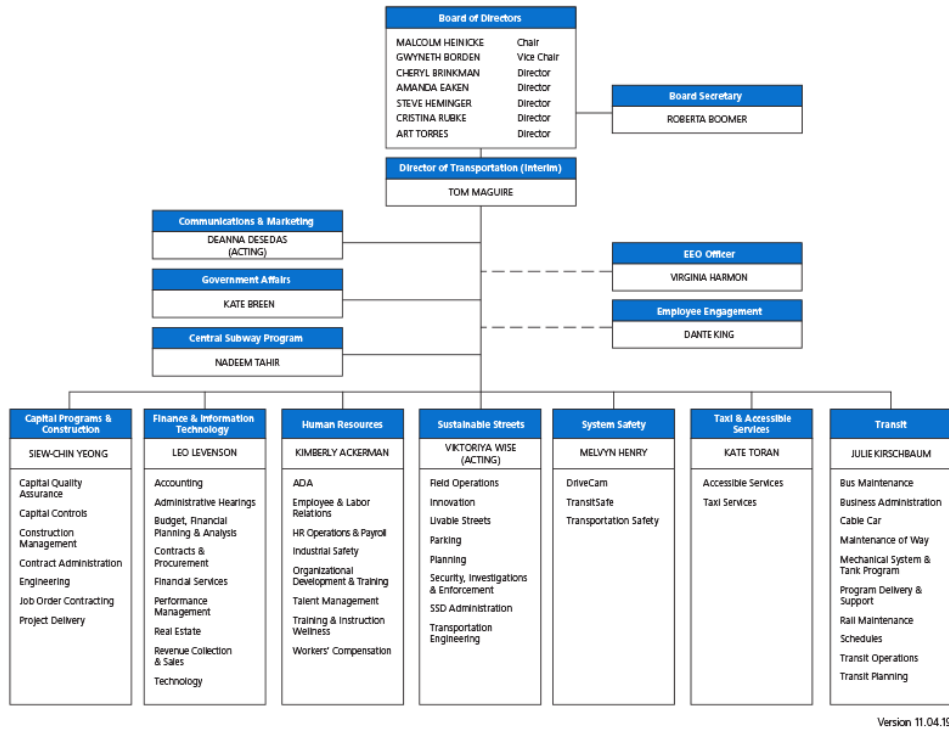 Board of Directors
MALCOLM HEINICKE Chair
GWYNETH BORDEN Vice Chair
CHERYL BRINKMAN Director
AMANDA EAKEN Director
STEVE HEMINGER Director
CRISTINA RUBKE Director
ART TORRES Director
Board Secretary
ROBERTA BOOMER
Director of Transportation (Interim)
TOM MAGUIRE
Communications & Marketing
DEANNA DESEDAS
(ACTING)
Government Affairs
KATE BREEN
Central Subway Program
NADEEM TAHIR
EEO Officer
VIRGINIA HARMON
Employee Engagement
DANTE KING
Capital Programs &
Construction
SIEW-CHIN YEONG
Capital Quality
Assurance
Capital Controls
Construction
Management
Contract Administration
Engineering
Job Order Contracting
Project Delivery
Finance & Information
Technology
LEO LEVENSON
Accounting
Administrative Hearings
Budget, Financial
Planning & Analysis
Contracts &
Procurement
Financial Services
Performance
Management
Real Estate
Revenue Collection
& Sales
Technology
Human Resources
KIMBERLY ACKERMAN
ADA
Employee & Labor
Relations
HR Operations & Payroll
Industrial Safety
Organizational
Development & Training
Talent Management
Training & Instruction
Wellness
Workers' Compensation
Sustainable Streets
VIKTORIYA WISE
(ACTING)
Field Operations
Innovation
Livable Streets
Parking
Planning
Security, Investigations
& Enforcement
SSD Administration
Transportation
Engineering
System Safety
MELVYN HENRY
DriveCam
TransitSafe
Transportation Safety
Taxi & Accessible
Services
KATE TORAN
Accessible Services
Taxi Services
Transit
JULIE KIRSCHBAUM
Bus Maintenance
Business Administration
Cable Car
Maintenance of Way
Mechanical System &
Tank Program
Program Delivery &
Support
Rail Maintenance
Schedules
Transit Operations
Transit Planning
Version 11.04.19